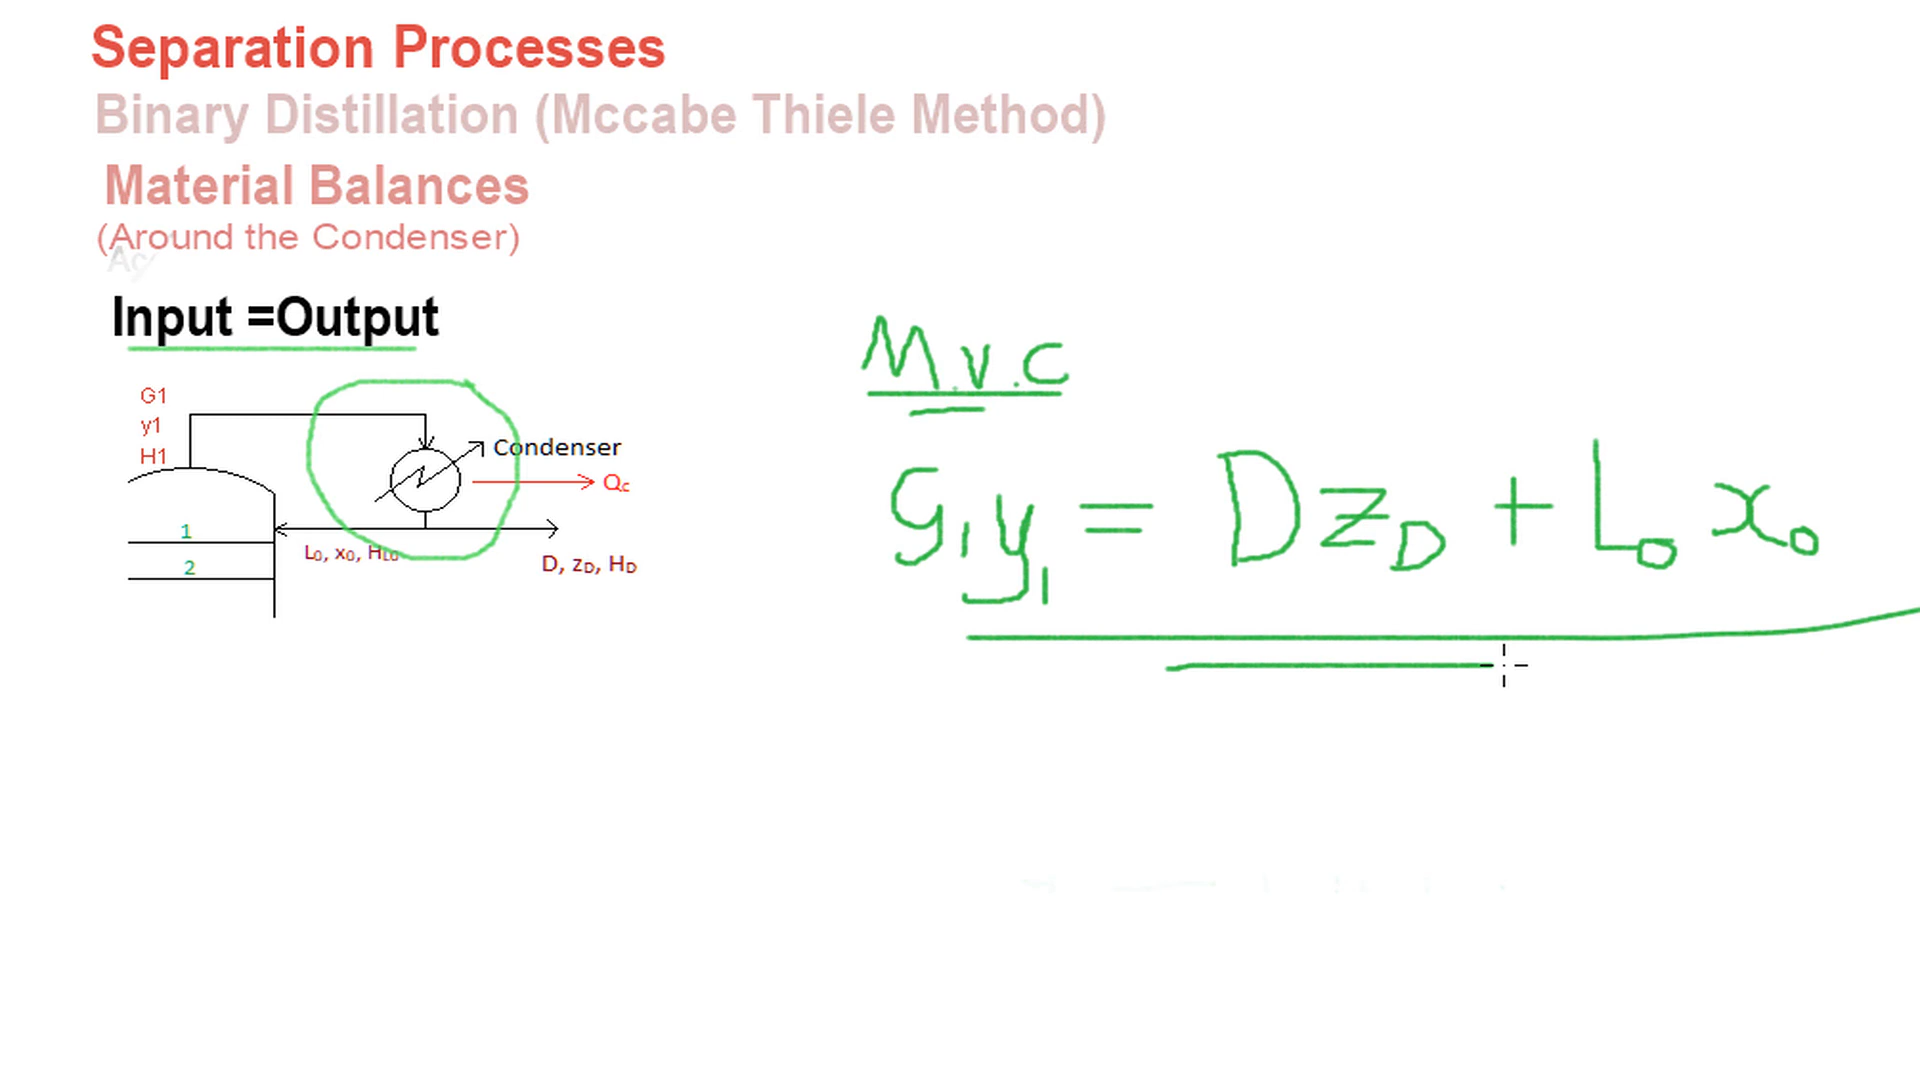 Separation Processes
Binary Distillation (Mccabe Thiele Method)
Material Balances
(Around the Condenser)
Input =Output
M.V.C
G1
y1
H1
Condenser
Qc
1
L0, x0, HL0
D, zD, HD
2
G1y1 = DzD + L0x0